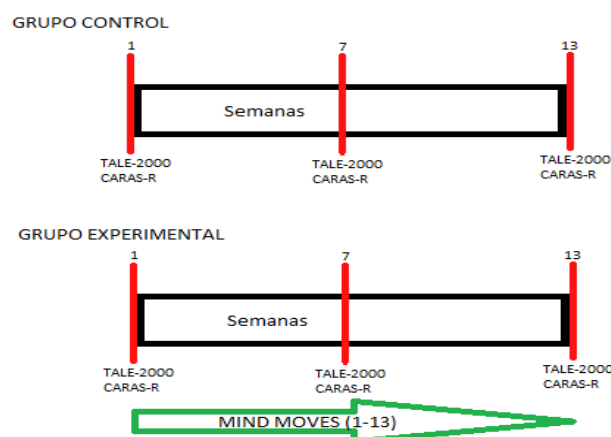 GRUPO CONTROL
1 7 13
Semanas
TALE-2000 TALE-2000 TALE-2000
CARAS-R CARAS-R CARAS-R
GRUPO EXPERIMENTAL
1 7 13
Semanas
TALE-2000 TALE-2000 TALE-2000
CARAS-R CARAS-R CARAS-R
MIND MOVES (1-13)